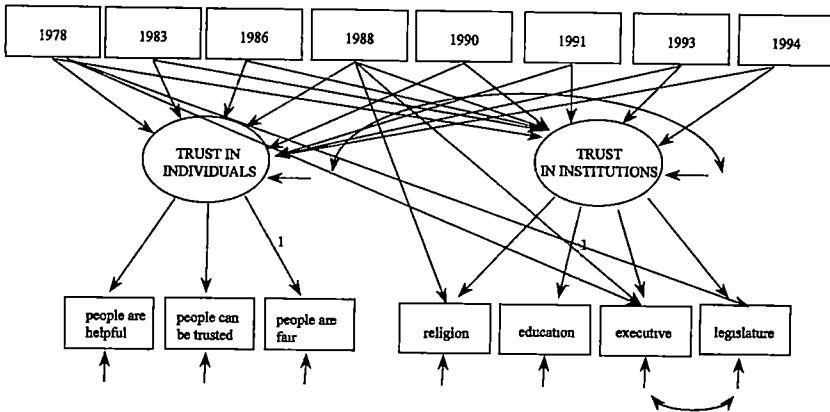 1978
1983
1986
1988
1990
1991
1993
1994
TRUST IN
INDIVIDUALS
TRUST
IN INSTITUTIONS
1
1
people are
helpful
people can
be trusted
people are
fair
religion
education
executive
legislature